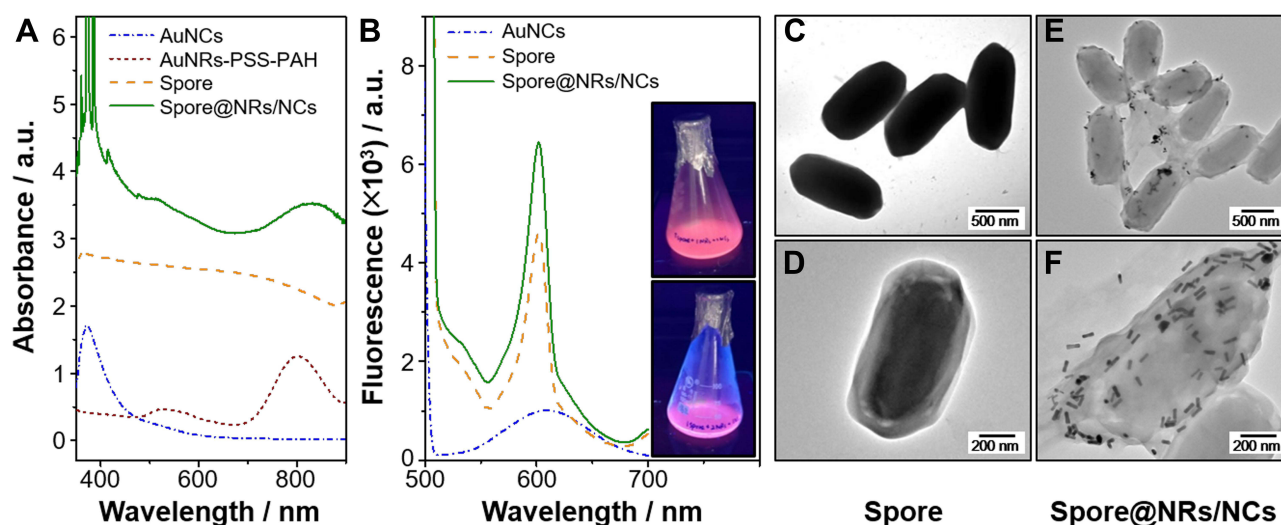 A
Absorbance / a.u.
6
5
4
3
2
1
0
AuNCs
AuNRs-PSS-PAH
Spore
Spore@NRs/NCs
400
600
800
Wavelength / nm
B
Fluorescence (×10³) / a.u.
8
6
4
2
0
AuNCs
Spore
Spore@NRs/NCs
500
600
700
Wavelength / nm
C
500 nm
D
200 nm
Spore
E
500 nm
F
200 nm
Spore@NRs/NCs